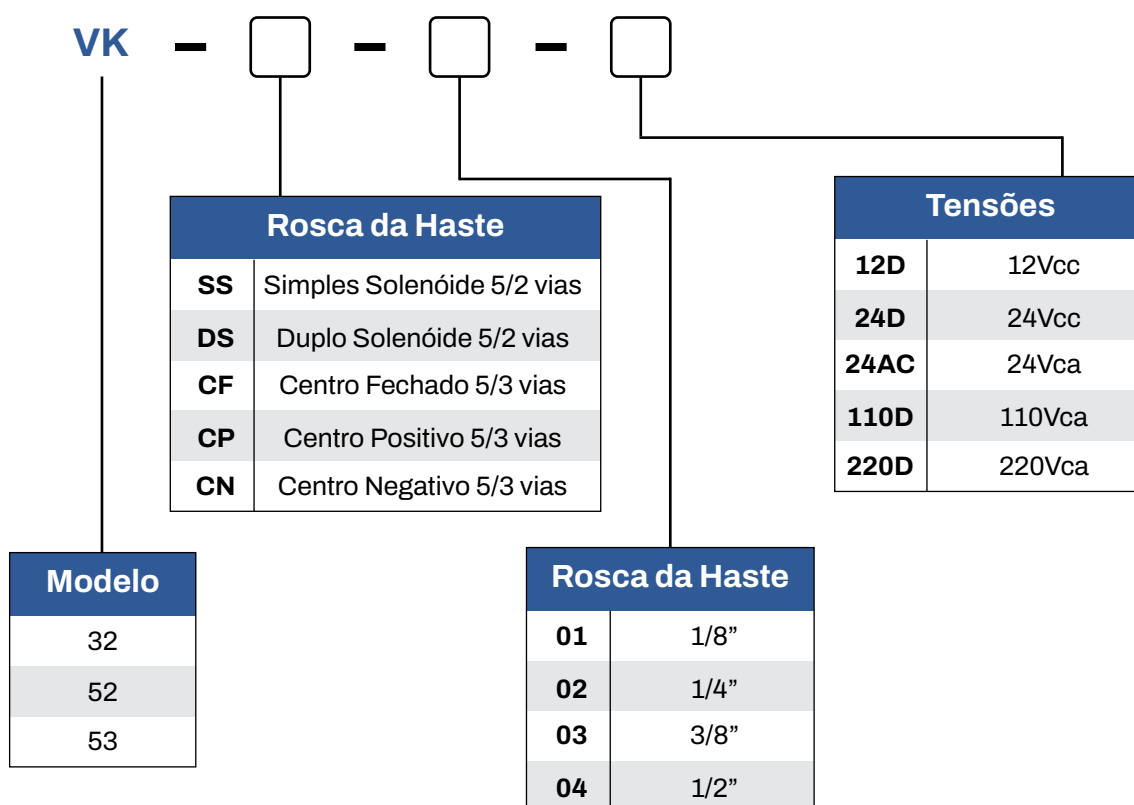 VK - - -
Rosca da Haste
SS Simples Solenóide 5/2 vias
DS Duplo Solenóide 5/2 vias
CF Centro Fechado 5/3 vias
CP Centro Positivo 5/3 vias
CN Centro Negativo 5/3 vias
Tensões
12D 12Vcc
24D 24Vcc
24AC 24Vca
110D 110Vca
220D 220Vca
Modelo
32
52
53
Rosca da Haste
01 1/8”
02 1/4”
03 3/8”
04 1/2”